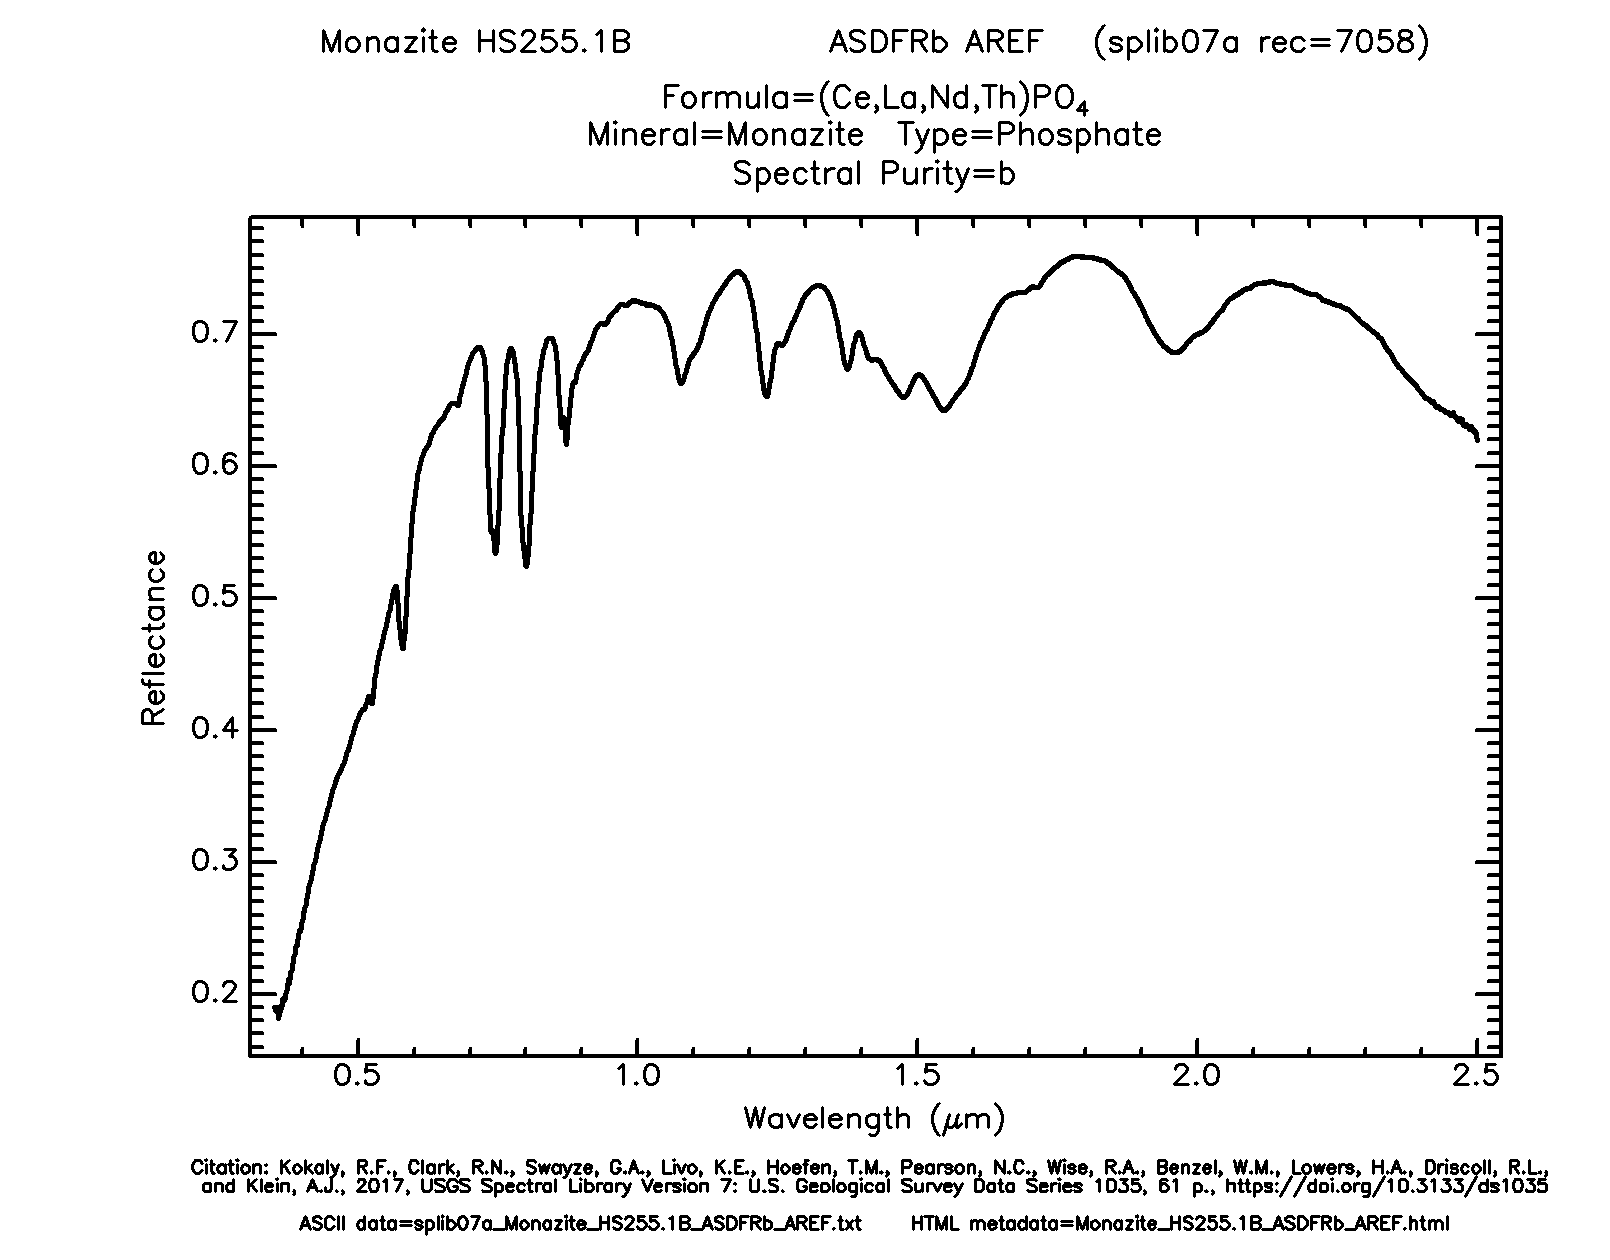 Monazite HS255.1B ASDFRb AREF (splib07a rec=7058)
Formula=(Ce,La,Nd,Th)PO₄
Mineral=Monazite Type=Phosphate
Spectral Purity=b
0.7
0.6
0.5
0.4
0.3
0.2
Reflectance
0.5 1.0 1.5 2.0 2.5
Wavelength (μm)
Citation: Kokaly, R.F., Clark, R.N., Swayze, G.A., Livo, K.E., Hoefen, T.M., Pearson, N.C., Wise, R.A., Benzel, W.M., Lowers, H.A., Driscoll, R.L.,
and Klein, A.J., 2017, USGS Spectral Library Version 7: U.S. Geological Survey Data Series 1035, 61 p., https://doi.org/10.3133/ds1035
ASCII data=splib07a_Monazite_HS255.1B_ASDFRb_AREF.txt HTML metadata=Monazite_HS255.1B_ASDFRb_AREF.html